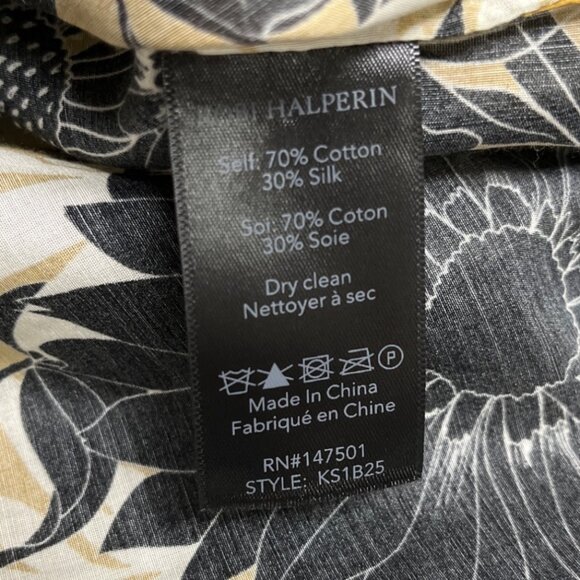 HALPERIN
Self: 70% Cotton
30% Silk
Soi: 70% Coton
30% Soie
Dry clean
Nettoyer à sec
P
Made In China
Fabriqué en Chine
RN#147501
STYLE: KS1B25